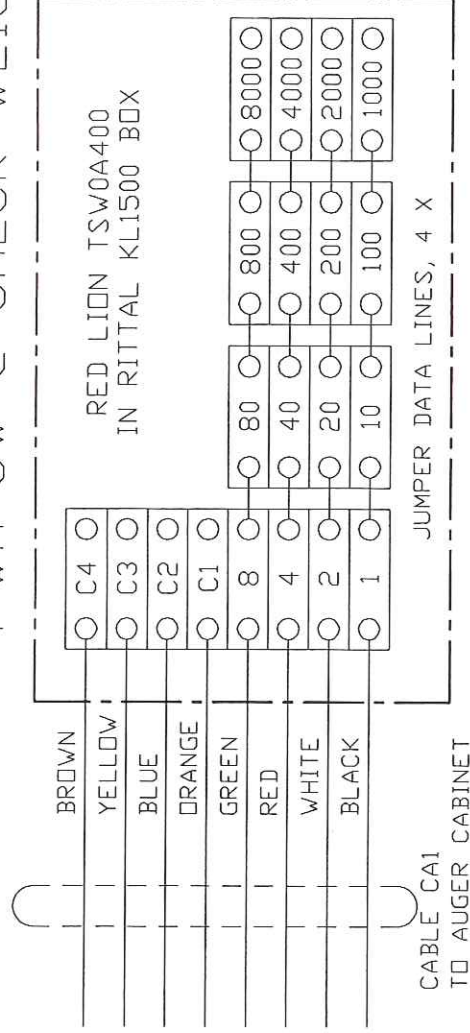 RED LION TSW0A400
IN RITTAL KL1500 BOX
BROWN
YELLOW
BLUE
ORANGE
GREEN
RED
WHITE
BLACK
C4
C3
C2
C1
8 80 800 8000
4 40 400 4000
2 20 200 2000
1 10 100 1000
JUMPER DATA LINES, 4 X
CABLE CA1
TO AUGER CABINET